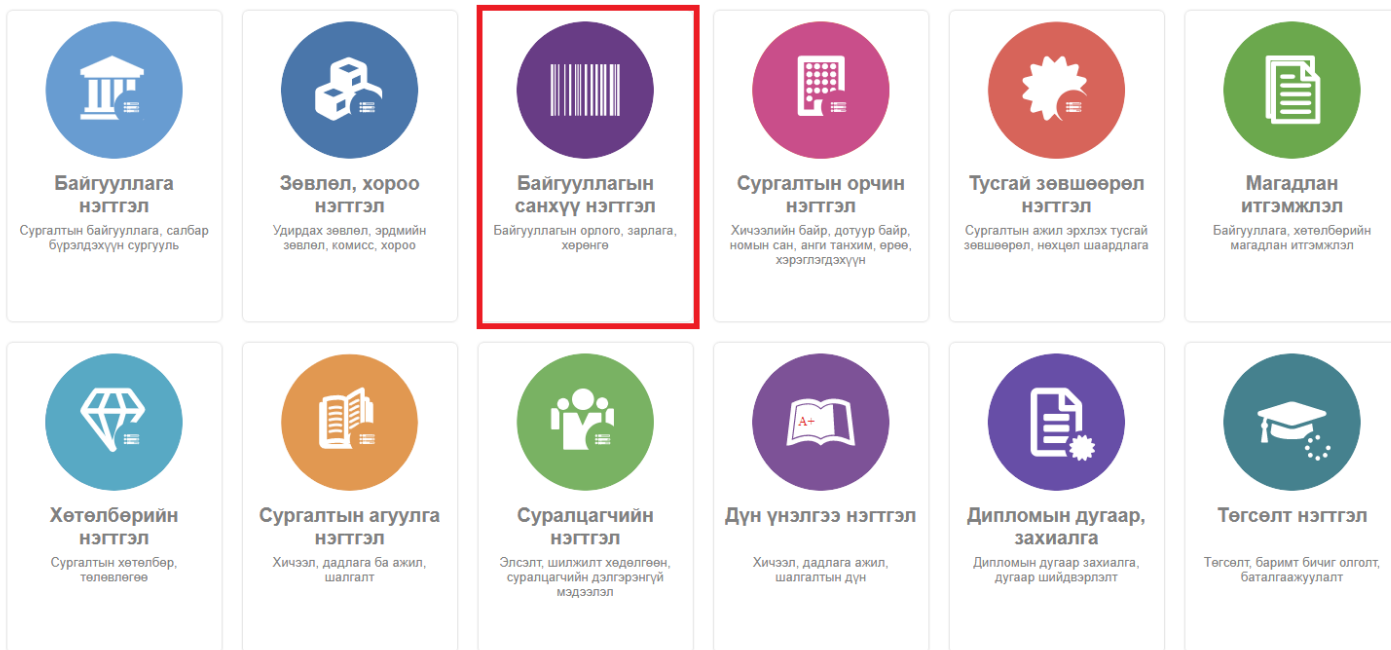 Байгууллага
нэгтгэл
Сургалтын байгууллага, салбар
бүрэлдэхүүн сургууль
Зөвлөл, хороо
нэгтгэл
Удирдах зөвлөл, эрдмийн
зөвлөл, комисс, хороо
Байгууллагын
санхүү нэгтгэл
Байгууллагын орлого, зарлага,
хөрөнгө
Сургалтын орчин
нэгтгэл
Хичээлийн байр, дотуур байр,
номын сан, анги танхим, өрөө,
хэрэглэгдэхүүн
Тусгай зөвшөөрөл
нэгтгэл
Сургалтын ажил эрхлэх тусгай
зөвшөөрөл, нөхцөл шаардлага
Магадлан
итгэмжлэл
Байгууллага, хөтөлбөрийн
магадлан итгэмжлэл
Хөтөлбөрийн
нэгтгэл
Сургалтын хөтөлбөр,
төлөвлөгөө
Сургалтын агуулга
нэгтгэл
Хичээл, дадлага ба ажил,
шалгалт
Суралцагчийн
нэгтгэл
Элсэлт, шилжилт хөдөлгөөн,
суралцагчийн дэлгэрэнгүй
мэдээлэл
A+
Дүн үнэлгээ нэгтгэл
Хичээл, дадлага ажил,
шалгалтын дүн
Дипломын дугаар,
захиалга
Дипломын дугаар захиалга,
дугаар шийдвэрлэлт
Төгсөлт нэгтгэл
Төгсөлт, баримт бичиг олголт,
баталгаажуулалт